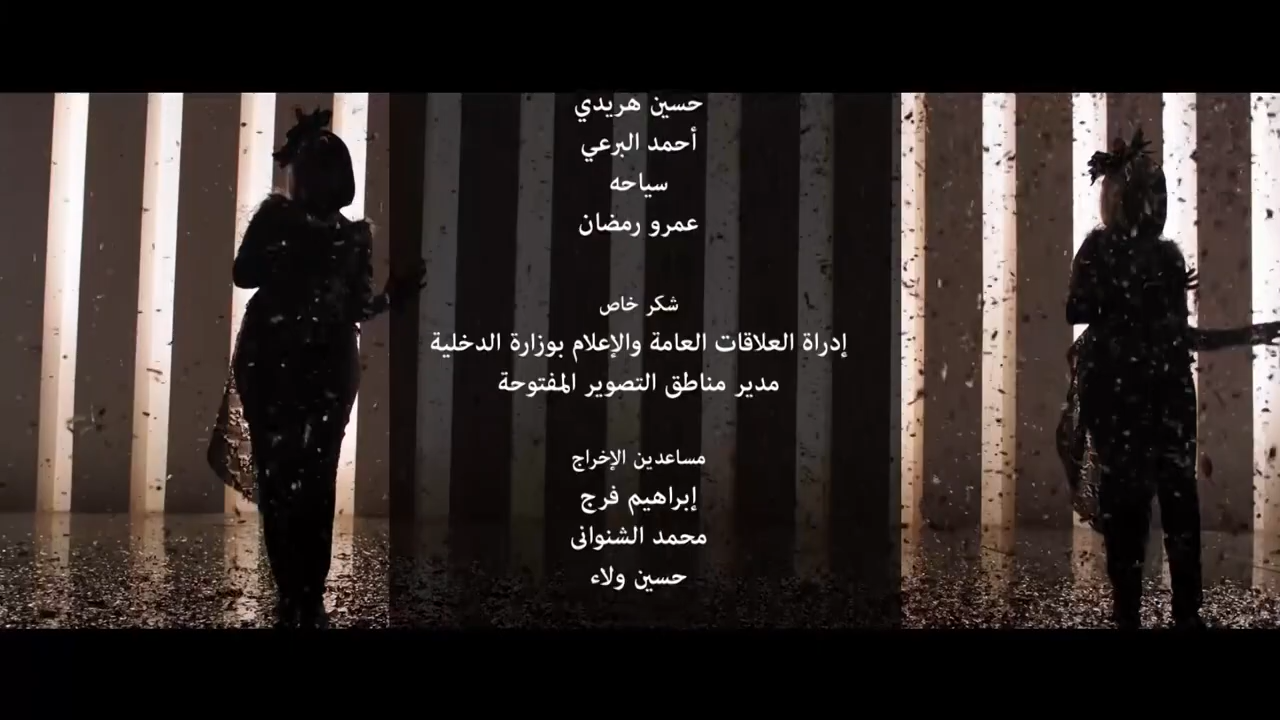 حسين هريدي
أحمد البرعي
سياحه
عمرو رمضان
شكر خاص
إدراة العلاقات العامة والإعلام بوزارة الدخلية
مدير مناطق التصوير المفتوحة
مساعدين الإخراج
إبراهيم فرج
محمد الشنوانى
حسين ولاء